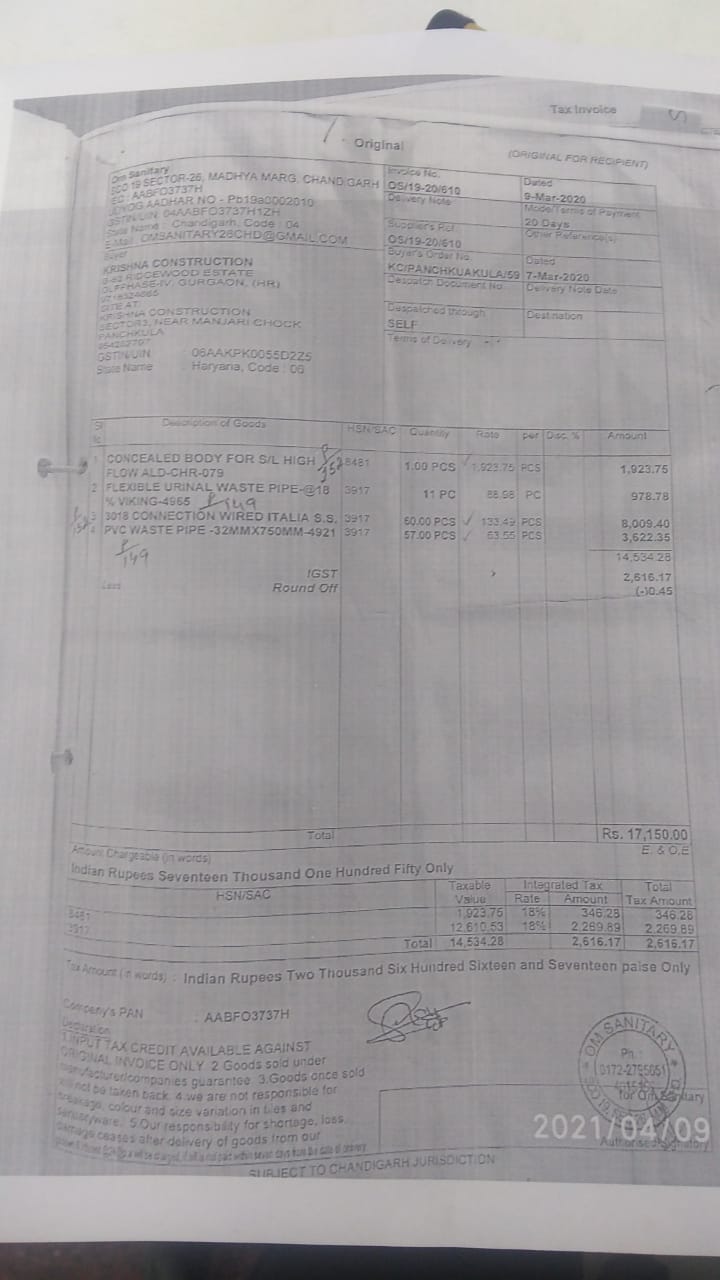 Tax Invoice
Original
(ORIGINAL FOR RECIPIENT)
Om Sanitary
SCO 19 SECTOR-26, MADHYA MARG, CHANDIGARH
AABFO3737H
UDYOG AADHAR NO - Pb19a0002010
GSTIN/UIN: 04AABFO3737H1ZH
State Name : Chandigarh, Code : 04
E-Mail : OMSANITARY26CHD@GMAIL.COM
Buyer
KRISHNA CONSTRUCTION
RIDGEWOOD ESTATE
GURGAON, (HR)
SITE AT
KRISHNA CONSTRUCTION
SECTOR3, NEAR MANJARI CHOCK
PANCHKULA
GSTIN/UIN : 06AAKPK0055D2Z5
State Name : Haryana, Code : 06
Invoice No.
OS/19-20/610
Dated
9-Mar-2020
Delivery Note
Mode/Terms of Payment
20 Days
Supplier's Ref.
OS/19-20/610
Other Reference(s)
Buyer's Order No.
KC/PANCHKUAKULA/59
Dated
7-Mar-2020
Despatch Document No.
Delivery Note Date
Despatched through
SELF
Destination
Terms of Delivery
Sl Description of Goods HSN/SAC Quantity Rate per Disc. % Amount
1 CONCEALED BODY FOR S/L HIGH 8481 1.00 PCS 1,923.75 PCS 1,923.75
FLOW ALD-CHR-079
2 FLEXIBLE URINAL WASTE PIPE-@18 3917 11 PC 88.98 PC 978.78
% VIKING-4965
3 3018 CONNECTION WIRED ITALIA S.S. 3917 60.00 PCS 133.49 PCS 8,009.40
4 PVC WASTE PIPE -32MMX750MM-4921 3917 57.00 PCS 63.55 PCS 3,622.35
149
14,534.28
IGST 2,616.17
Less Round Off (-)0.45
Total Rs. 17,150.00
Amount Chargeable (in words) E. & O.E
Indian Rupees Seventeen Thousand One Hundred Fifty Only
HSN/SAC Taxable Value Integrated Tax Rate Amount Total Tax Amount
8481 1,923.75 18% 346.28 346.28
3917 12,610.53 18% 2,269.89 2,269.89
Total 14,534.28 2,616.17 2,616.17
Tax Amount (in words) : Indian Rupees Two Thousand Six Hundred Sixteen and Seventeen paise Only
Company's PAN : AABFO3737H
Declaration
1.INPUT TAX CREDIT AVAILABLE AGAINST
ORIGINAL INVOICE ONLY 2 Goods sold under
manufacturer/companies guarantee. 3.Goods once sold
will not be taken back. 4.we are not responsible for
breakage, colour and size variation in tiles and
sanitaryware. 5.Our responsibility for shortage, loss,
damage ceases after delivery of goods from our
OM SANITARY
Ph :
0172-2795051
for Om Sanitary
2021/04/09
Authorised Signatory
SUBJECT TO CHANDIGARH JURISDICTION